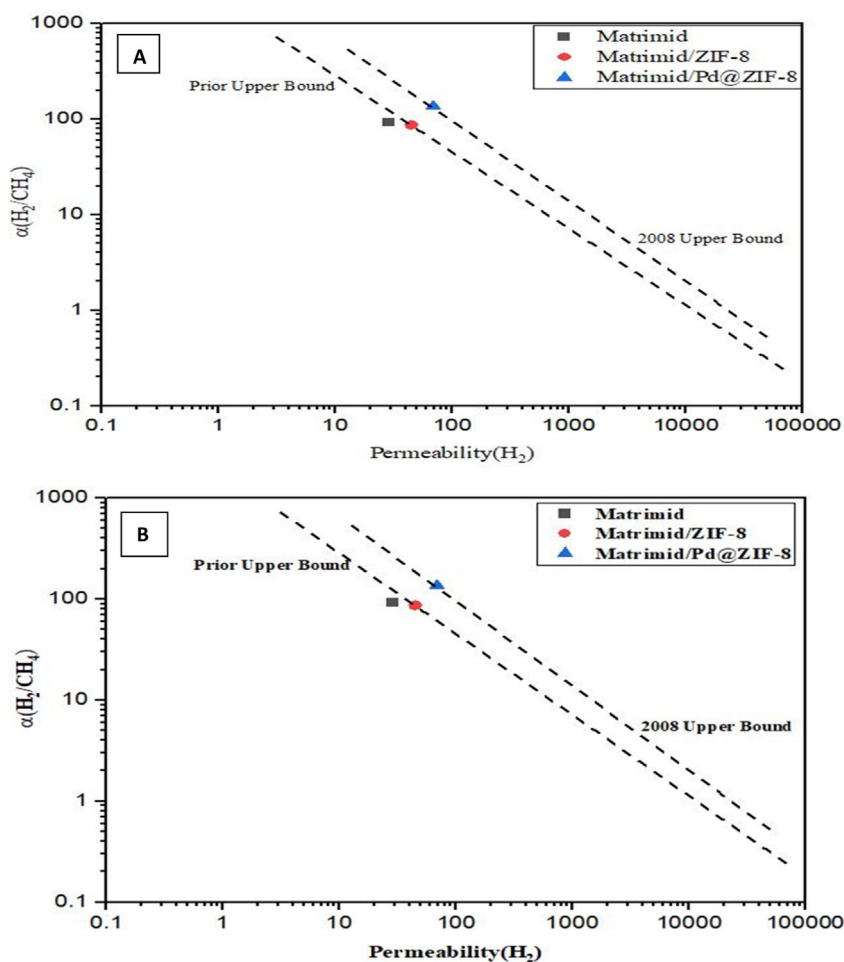 1000
A
Matrimid
Matrimid/ZIF-8
Matrimid/Pd@ZIF-8
Prior Upper Bound
100
α(H₂/CH₄)
10
2008 Upper Bound
1
0.1
0.1 1 10 100 1000 10000 100000
Permeability(H₂)
1000
B
Matrimid
Matrimid/ZIF-8
Matrimid/Pd@ZIF-8
Prior Upper Bound
100
α(H₂/CH₄)
10
2008 Upper Bound
1
0.1
0.1 1 10 100 1000 10000 100000
Permeability(H₂)